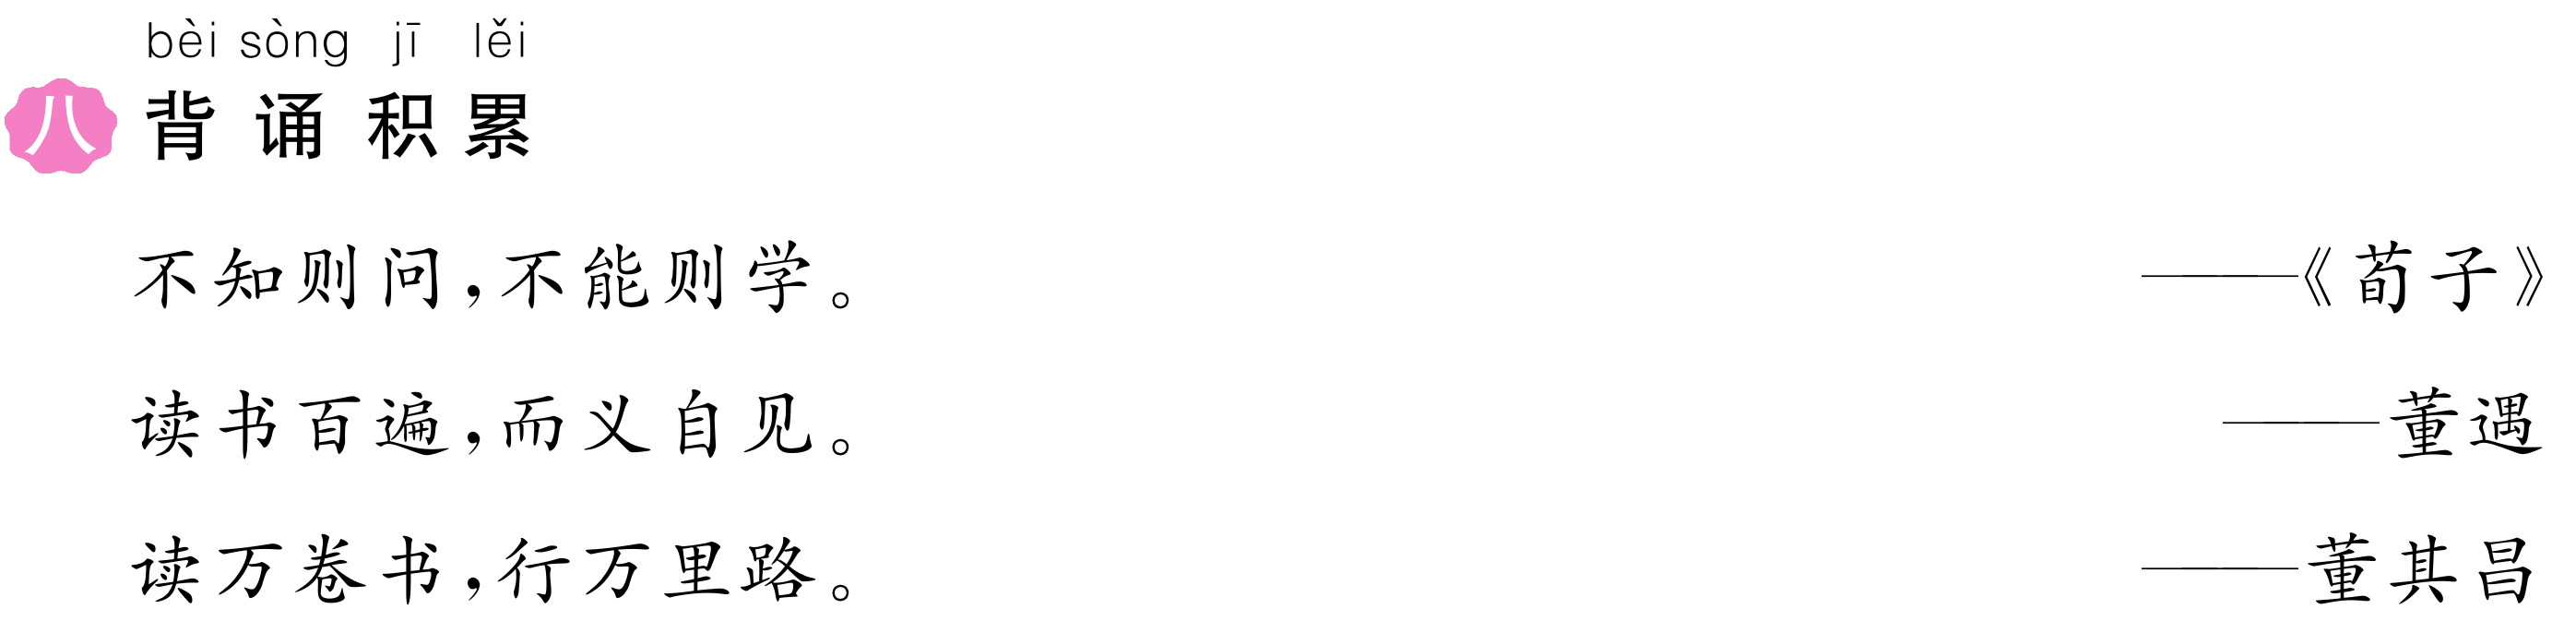 bèi sòng jī lěi
八 背诵积累
不知则问，不能则学。 ——《荀子》
读书百遍，而义自见。 ——董遇
读万卷书，行万里路。 ——董其昌